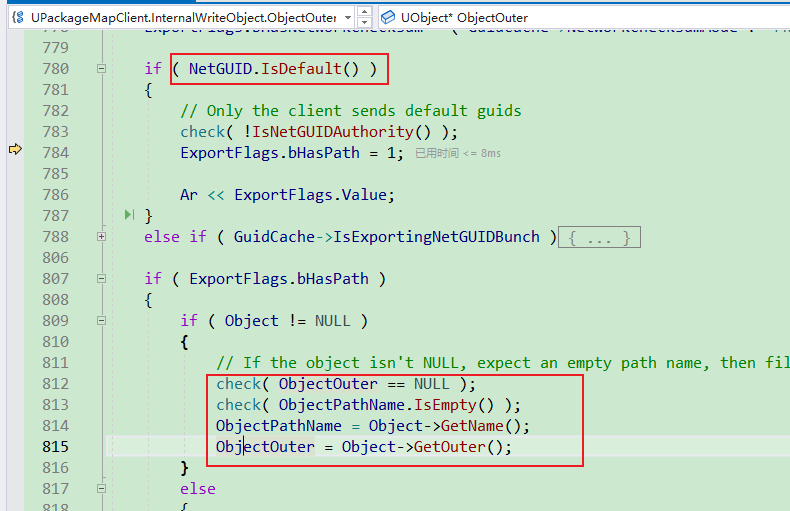 UPackageMapClient.InternalWriteObject.ObjectOuter UObject* ObjectOuter
779
780 if ( NetGUID.IsDefault() )
781 {
782 // Only the client sends default guids
783 check( !IsNetGUIDAuthority() );
784 ExportFlags.bHasPath = 1; 已用时间 <= 8ms
785
786 Ar << ExportFlags.Value;
787 }
788 else if ( GuidCache->IsExportingNetGUIDBunch ) { ... }
806
807 if ( ExportFlags.bHasPath )
808 {
809 if ( Object != NULL )
810 {
811 // If the object isn't NULL, expect an empty path name, then fil
812 check( ObjectOuter == NULL );
813 check( ObjectPathName.IsEmpty() );
814 ObjectPathName = Object->GetName();
815 ObjectOuter = Object->GetOuter();
816 }
817 else
818 {